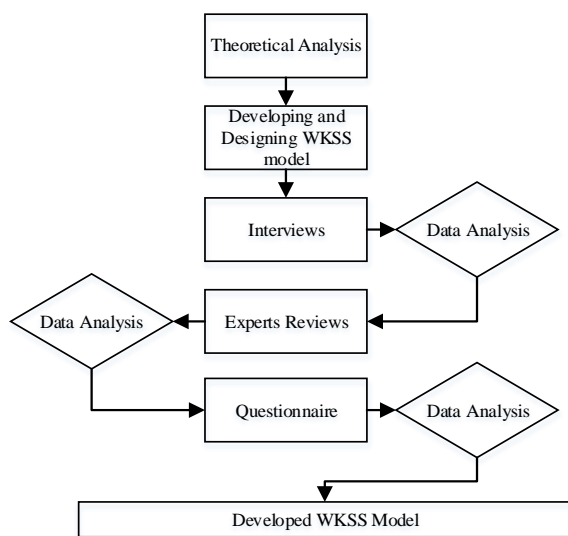 Theoretical Analysis
Developing and
Designing WKSS
model
Interviews
Data Analysis
Experts Reviews
Data Analysis
Questionnaire
Data Analysis
Developed WKSS Model